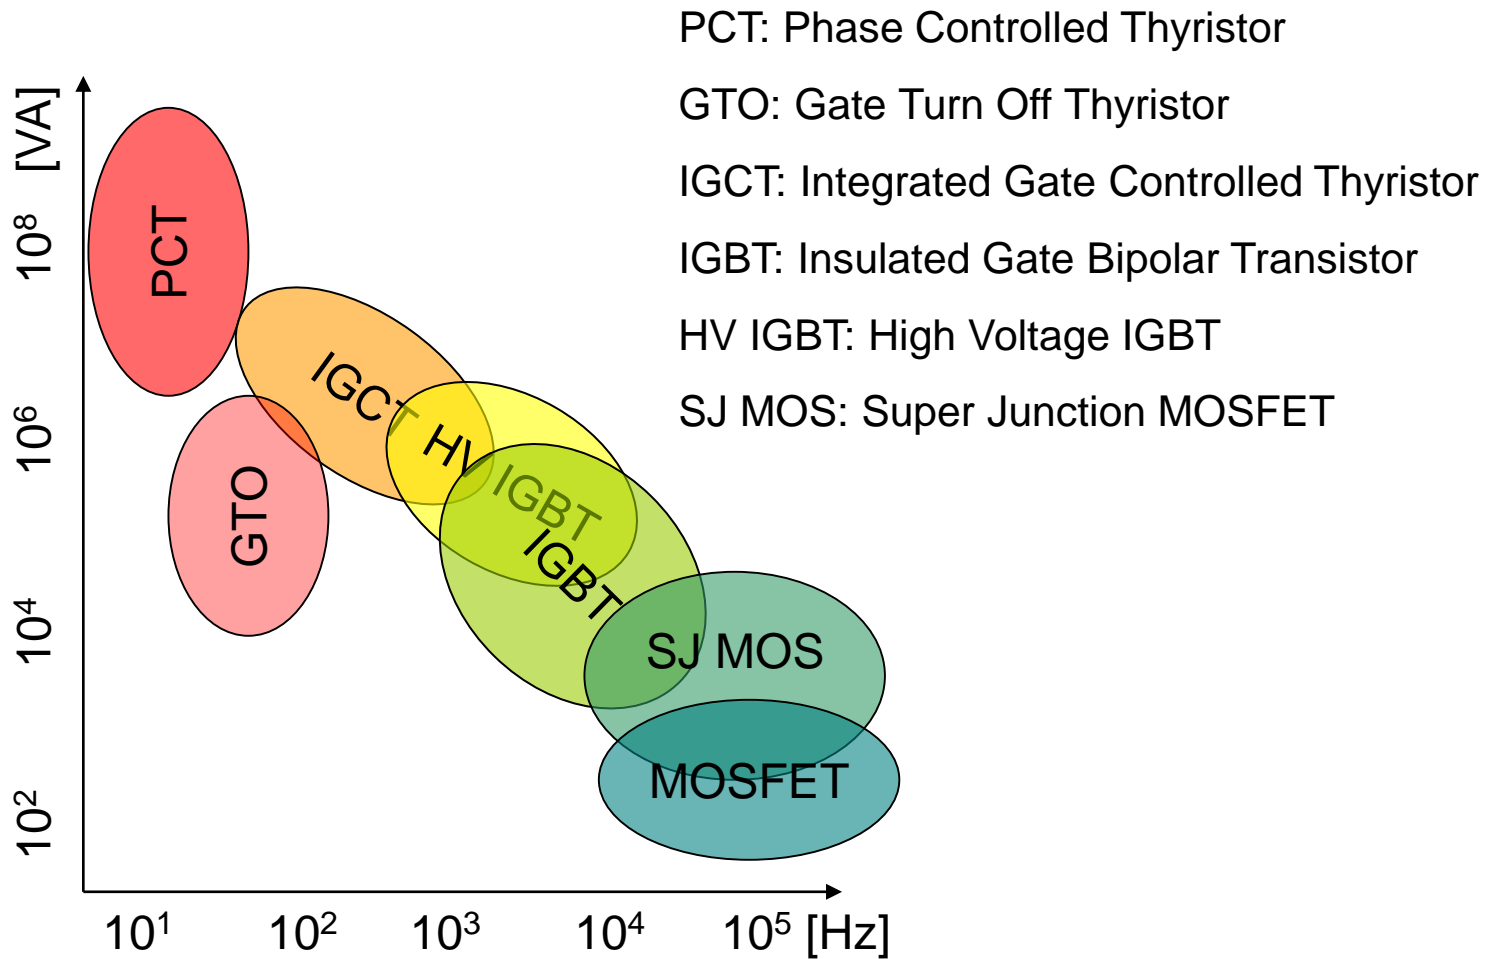 PCT: Phase Controlled Thyristor
GTO: Gate Turn Off Thyristor
IGCT: Integrated Gate Controlled Thyristor
IGBT: Insulated Gate Bipolar Transistor
HV IGBT: High Voltage IGBT
SJ MOS: Super Junction MOSFET
[VA]
10⁸
10⁶
10⁴
10²
PCT
IGCT
GTO
HV IGBT
IGBT
SJ MOS
MOSFET
10¹ 10² 10³ 10⁴ 10⁵ [Hz]